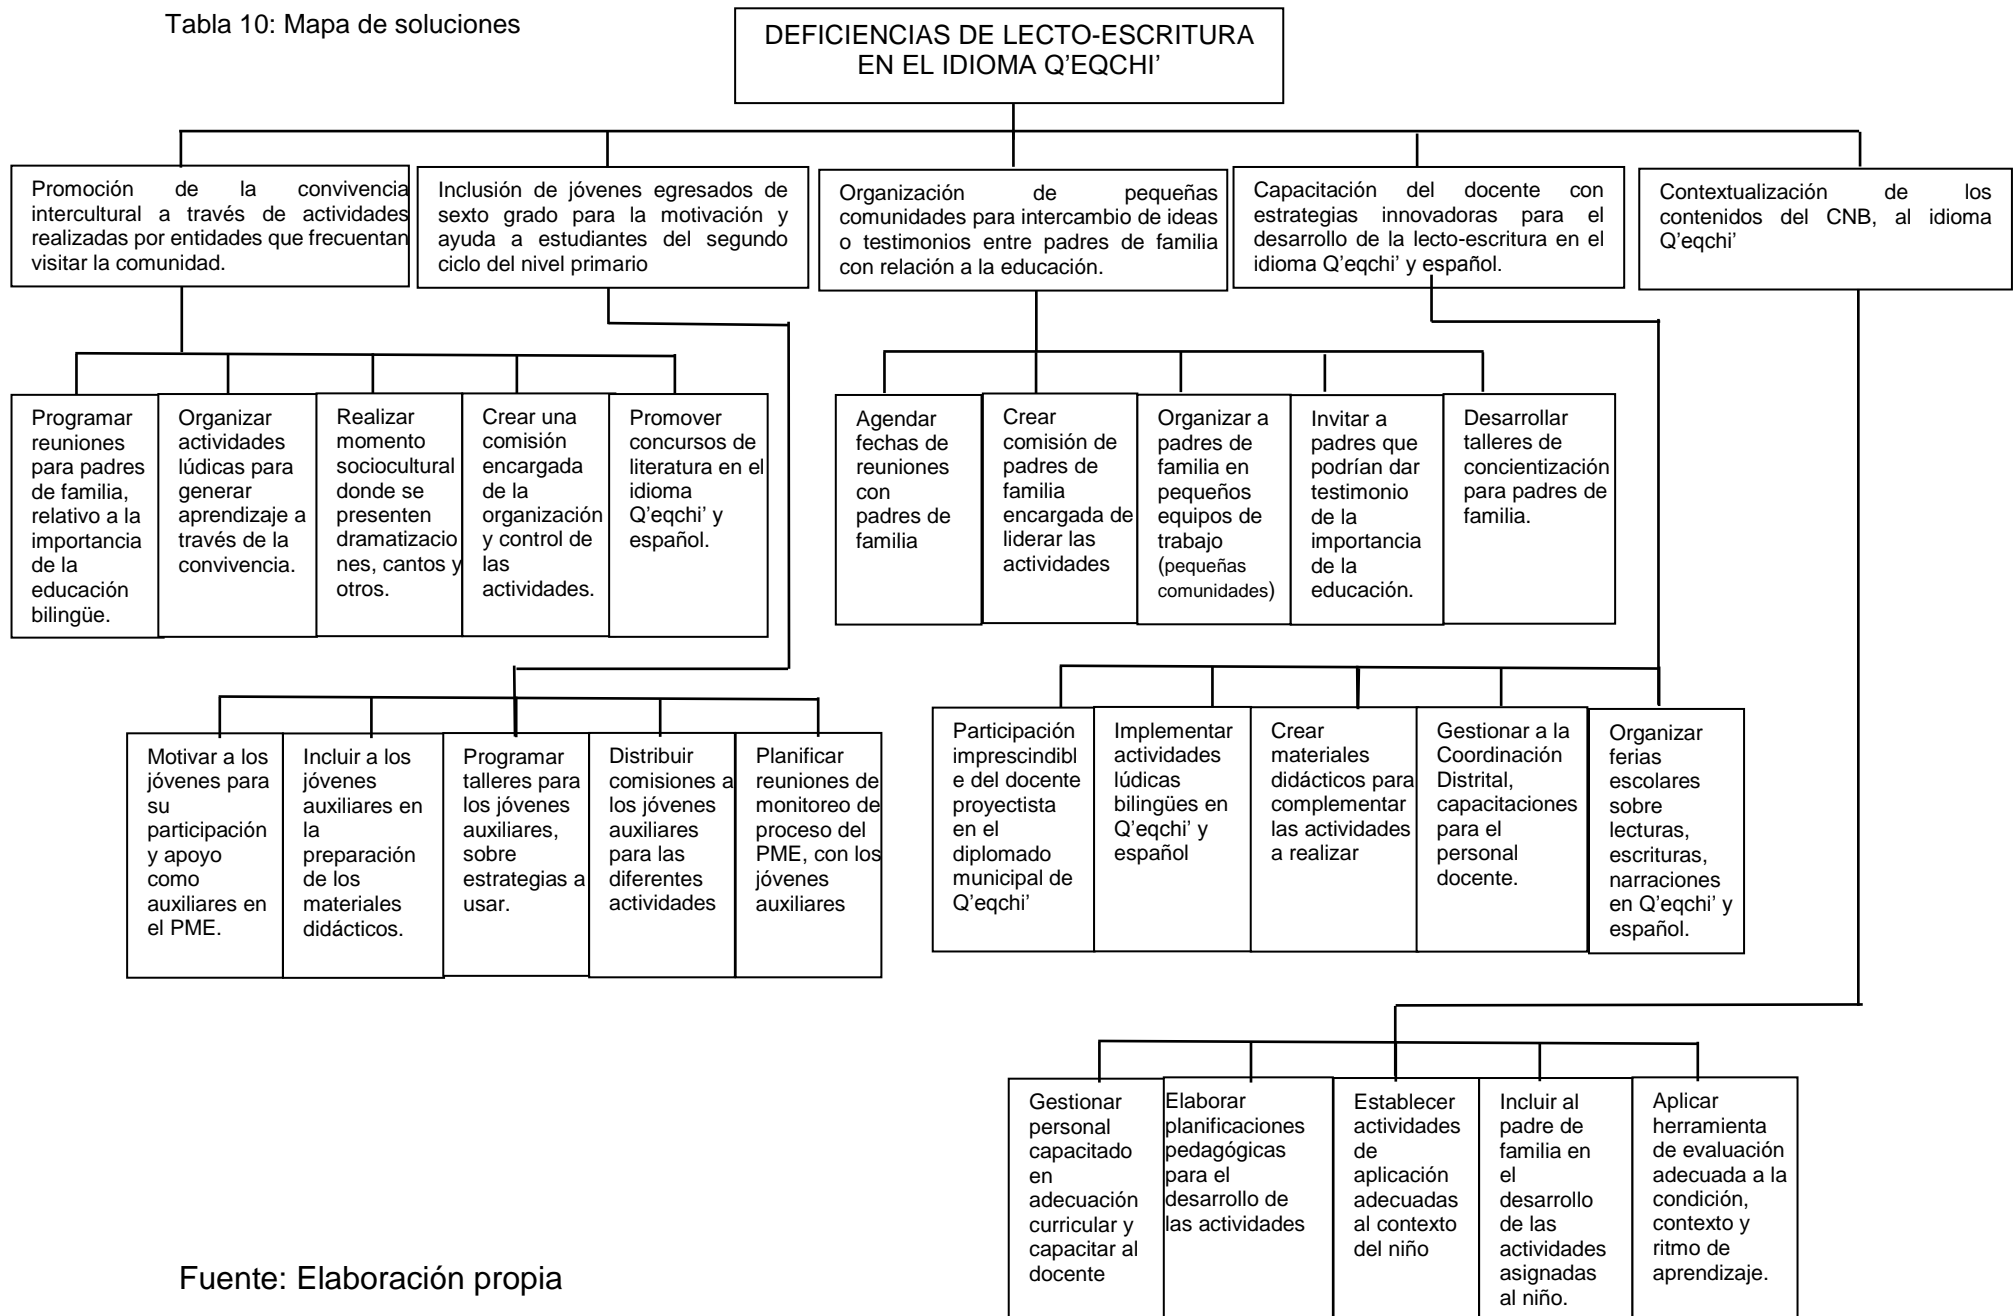 Tabla 10: Mapa de soluciones
DEFICIENCIAS DE LECTO-ESCRITURA
EN EL IDIOMA Q’EQCHI’
Promoción de la convivencia
intercultural a través de actividades
realizadas por entidades que frecuentan
visitar la comunidad.
Inclusión de jóvenes egresados de
sexto grado para la motivación y
ayuda a estudiantes del segundo
ciclo del nivel primario
Organización de pequeñas
comunidades para intercambio de ideas
o testimonios entre padres de familia
con relación a la educación.
Capacitación del docente con
estrategias innovadoras para el
desarrollo de la lecto-escritura en el
idioma Q’eqchi’ y español.
Contextualización de los
contenidos del CNB, al idioma
Q’eqchi’
Programar
reuniones
para padres
de familia,
relativo a la
importancia
de la
educación
bilingüe.
Organizar
actividades
lúdicas para
generar
aprendizaje a
través de la
convivencia.
Realizar
momento
sociocultural
donde se
presenten
dramatizacio
nes, cantos y
otros.
Crear una
comisión
encargada
de la
organización
y control de
las
actividades.
Promover
concursos de
literatura en el
idioma
Q’eqchi’ y
español.
Agendar
fechas de
reuniones
con
padres de
familia
Crear
comisión de
padres de
familia
encargada de
liderar las
actividades
Organizar a
padres de
familia en
pequeños
equipos de
trabajo
(pequeñas
comunidades)
Invitar a
padres que
podrían dar
testimonio
de la
importancia
de la
educación.
Desarrollar
talleres de
concientización
para padres de
familia.
Motivar a los
jóvenes para
su
participación
y apoyo
como
auxiliares en
el PME.
Incluir a los
jóvenes
auxiliares en
la
preparación
de los
materiales
didácticos.
Programar
talleres para
los jóvenes
auxiliares,
sobre
estrategias a
usar.
Distribuir
comisiones a
los jóvenes
auxiliares
para las
diferentes
actividades
Planificar
reuniones de
monitoreo de
proceso del
PME, con los
jóvenes
auxiliares
Participación
imprescindibl
e del docente
proyectista
en el
diplomado
municipal de
Q’eqchi’
Implementar
actividades
lúdicas
bilingües en
Q’eqchi’ y
español
Crear
materiales
didácticos para
complementar
las actividades
a realizar
Gestionar a la
Coordinación
Distrital,
capacitaciones
para el
personal
docente.
Organizar
ferias
escolares
sobre
lecturas,
escrituras,
narraciones
en Q’eqchi’ y
español.
Gestionar
personal
capacitado
en
adecuación
curricular y
capacitar al
docente
Elaborar
planificaciones
pedagógicas
para el
desarrollo de
las actividades
Establecer
actividades
de
aplicación
adecuadas
al contexto
del niño
Incluir al
padre de
familia en
el
desarrollo
de las
actividades
asignadas
al niño.
Aplicar
herramienta
de evaluación
adecuada a la
condición,
contexto y
ritmo de
aprendizaje.
Fuente: Elaboración propia